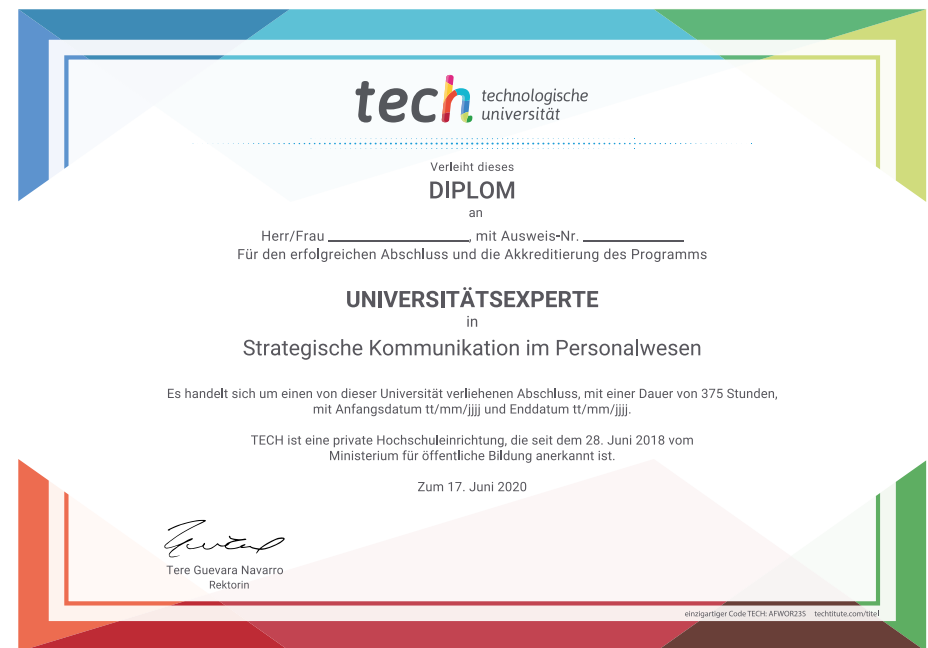 tech technologische
universität
Verleiht dieses
DIPLOM
an
Herr/Frau ____________________, mit Ausweis-Nr. ______________
Für den erfolgreichen Abschluss und die Akkreditierung des Programms
UNIVERSITÄTSEXPERTE
in
Strategische Kommunikation im Personalwesen
Es handelt sich um einen von dieser Universität verliehenen Abschluss, mit einer Dauer von 375 Stunden,
mit Anfangsdatum tt/mm/jjjj und Enddatum tt/mm/jjjj.
TECH ist eine private Hochschuleinrichtung, die seit dem 28. Juni 2018 vom
Ministerium für öffentliche Bildung anerkannt ist.
Zum 17. Juni 2020
Tere Guevara Navarro
Rektorin
einzigartiger Code TECH: AFWOR23S techtitute.com/titel